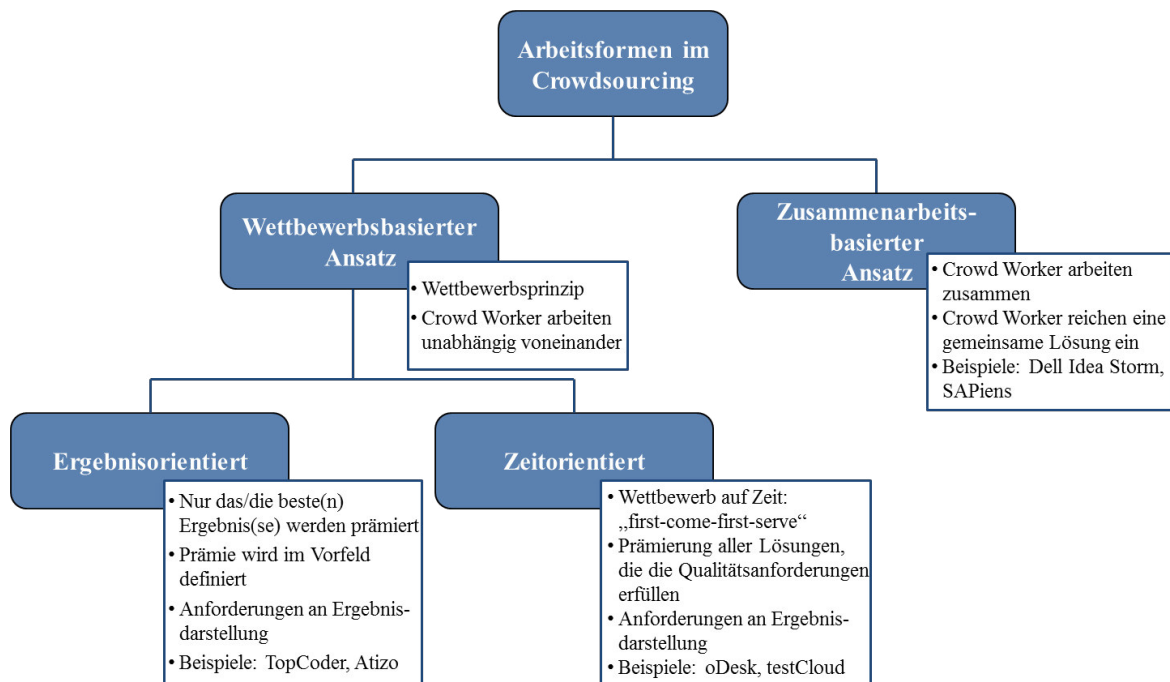 Arbeitsformen im
Crowdsourcing
Wettbewerbsbasierter
Ansatz
• Wettbewerbsprinzip
• Crowd Worker arbeiten
unabhängig voneinander
Zusammenarbeits-
basierter
Ansatz
• Crowd Worker arbeiten
zusammen
• Crowd Worker reichen eine
gemeinsame Lösung ein
• Beispiele: Dell Idea Storm,
SAPiens
Ergebnisorientiert
• Nur das/die beste(n)
Ergebnis(se) werden prämiert
• Prämie wird im Vorfeld
definiert
• Anforderungen an Ergebnis-
darstellung
• Beispiele: TopCoder, Atizo
Zeitorientiert
• Wettbewerb auf Zeit:
„first-come-first-serve“
• Prämierung aller Lösungen,
die die Qualitätsanforderungen
erfüllen
• Anforderungen an Ergebnis-
darstellung
• Beispiele: oDesk, testCloud